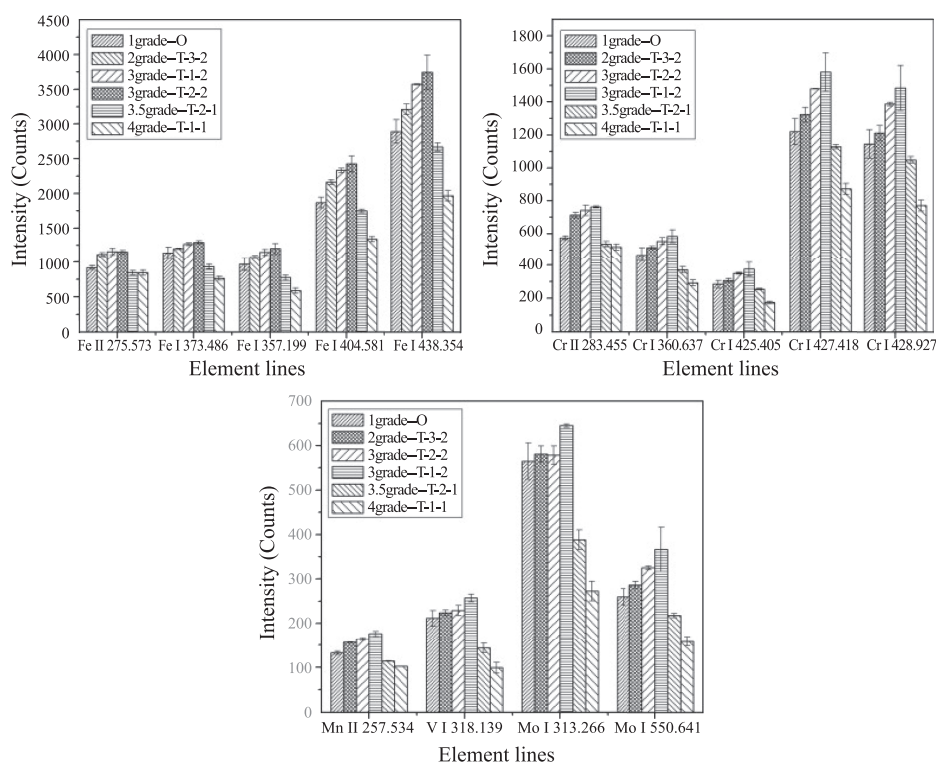 4500
4000
3500
3000
2500
2000
1500
1000
500
0
Intensity (Counts)
1grade–O
2grade–T-3-2
3grade–T-1-2
3grade–T-2-2
3.5grade–T-2-1
4grade–T-1-1
Fe II 275.573 Fe I 373.486 Fe I 357.199 Fe I 404.581 Fe I 438.354
Element lines
1800
1600
1400
1200
1000
800
600
400
200
0
Intensity (Counts)
1grade–O
2grade–T-3-2
3grade–T-2-2
3grade–T-1-2
3.5grade–T-2-1
4grade–T-1-1
Cr II 283.455 Cr I 360.637 Cr I 425.405 Cr I 427.418 Cr I 428.927
Element lines
700
600
500
400
300
200
100
0
Intensity (Counts)
1grade–O
2grade–T-3-2
3grade–T-2-2
3grade–T-1-2
3.5grade–T-2-1
4grade–T-1-1
Mn II 257.534 V I 318.139 Mo I 313.266 Mo I 550.641
Element lines